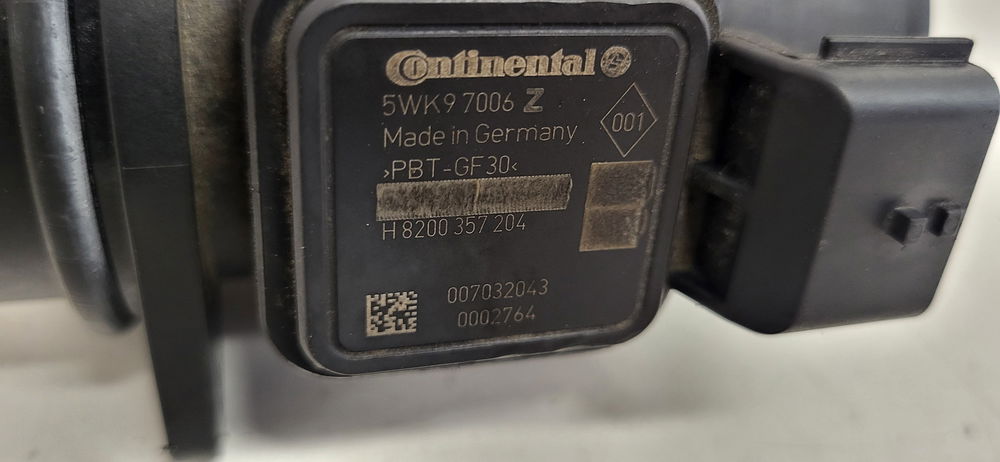 Continental
5WK9 7006 Z
Made in Germany
001
>PBT-GF30<
H 8200 357 204
007032043
0002764